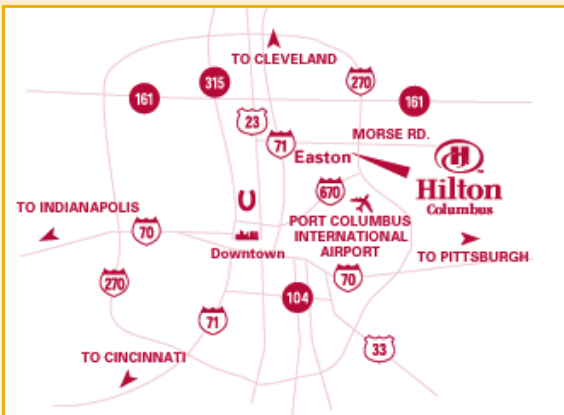 TO CLEVELAND
315
270
161
161
23
MORSE RD.
71
Easton
Hilton
Columbus
670
TO INDIANAPOLIS
PORT COLUMBUS
INTERNATIONAL
AIRPORT
70
Downtown
TO PITTSBURGH
270
70
104
71
33
TO CINCINNATI